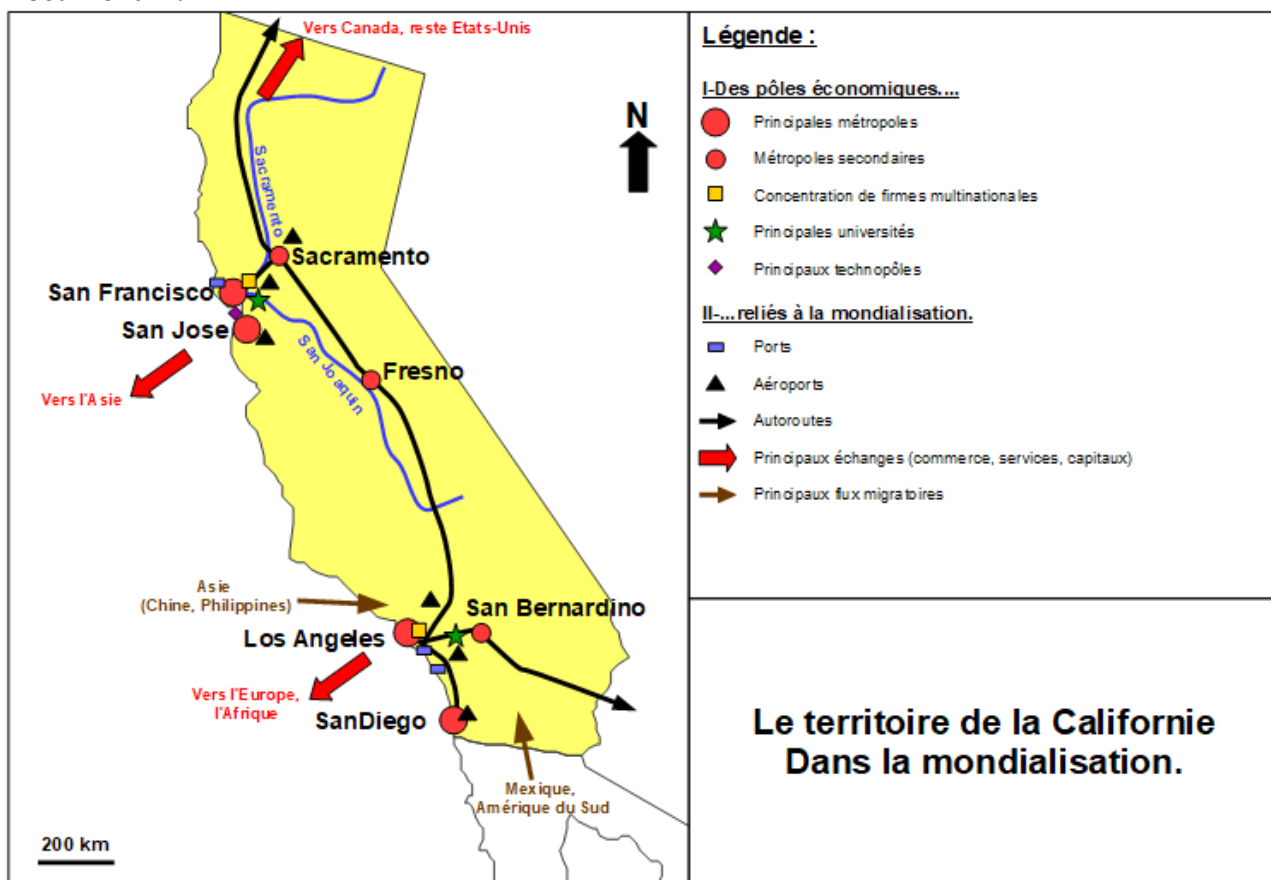 Vers Canada, reste Etats-Unis
N
Sacramento
Sacramento
San Francisco
San Jose
San Joaquin
Fresno
Vers l'Asie
Asie
(Chine, Philippines)
San Bernardino
Los Angeles
Vers l'Europe,
l'Afrique
SanDiego
Mexique,
Amérique du Sud
200 km
Légende :
I-Des pôles économiques....
Principales métropoles
Métropoles secondaires
Concentration de firmes multinationales
Principales universités
Principaux technopôles
II-...reliés à la mondialisation.
Ports
Aéroports
Autoroutes
Principaux échanges (commerce, services, capitaux)
Principaux flux migratoires
Le territoire de la Californie
Dans la mondialisation.